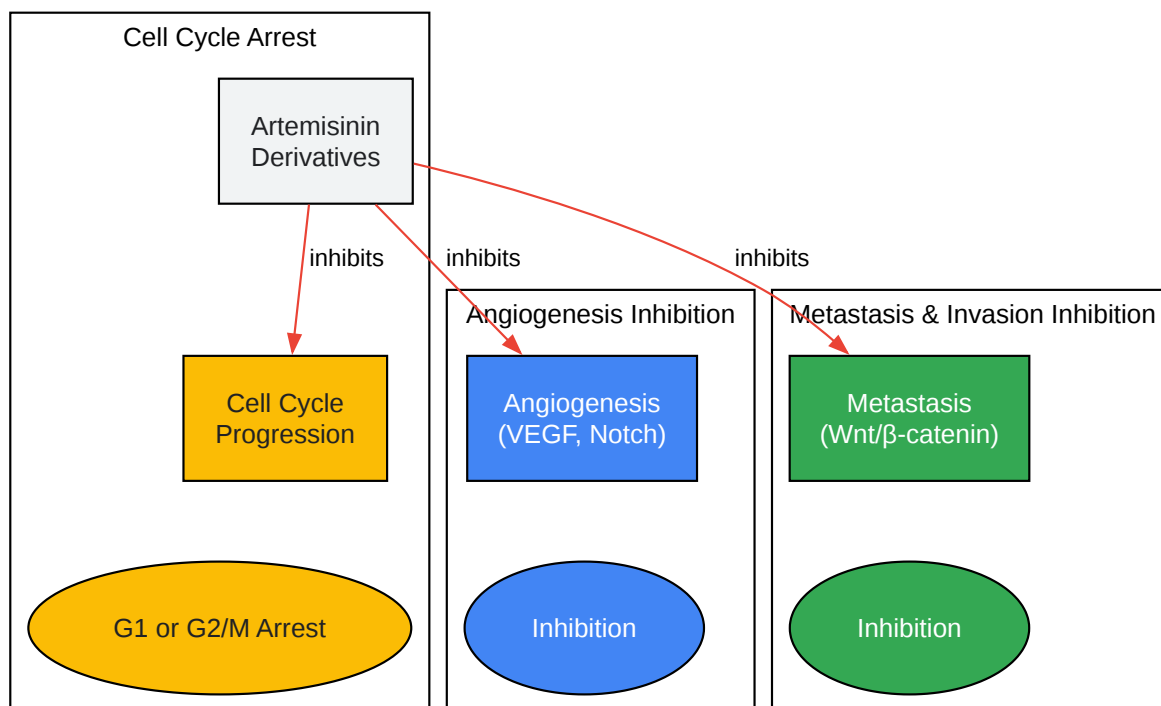 Cell Cycle Arrest
Artemisinin
Derivatives
inhibits
inhibits
inhibits
Angiogenesis Inhibition
Metastasis & Invasion Inhibition
Cell Cycle
Progression
Angiogenesis
(VEGF, Notch)
Metastasis
(Wnt/β-catenin)
G1 or G2/M Arrest
Inhibition
Inhibition